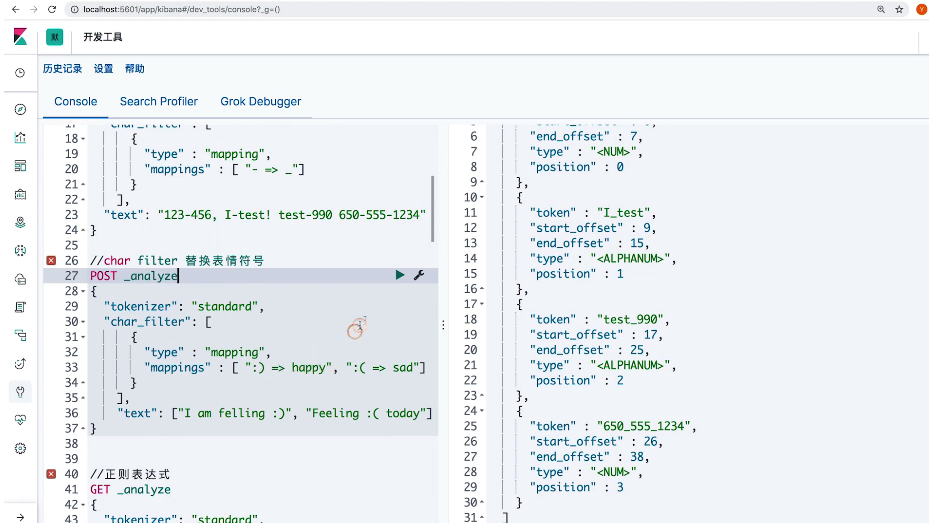 localhost:5601/app/kibana#/dev_tools/console?_g=()
Y
默
开发工具
历史记录 设置 帮助
Console Search Profiler Grok Debugger
"char_filter" : [
18 {
19 "type" : "mapping",
20 "mappings" : [ "- => _"]
21 }
22 ],
23 "text": "123-456, I-test! test-990 650-555-1234"
24 }
25
26 //char filter 替换表情符号
27 POST _analyze
28 {
29 "tokenizer": "standard",
30 "char_filter": [
31 {
32 "type" : "mapping",
33 "mappings" : [ ":) => happy", ":( => sad"]
34 }
35 ],
36 "text": ["I am felling :)", "Feeling :( today"]
37 }
38
39
40 //正则表达式
41 GET _analyze
42 {
43 "tokenizer": "standard",
6 "end_offset" : 7,
7 "type" : "<NUM>",
8 "position" : 0
9 },
10 {
11 "token" : "I_test",
12 "start_offset" : 9,
13 "end_offset" : 15,
14 "type" : "<ALPHANUM>",
15 "position" : 1
16 },
17 {
18 "token" : "test_990",
19 "start_offset" : 17,
20 "end_offset" : 25,
21 "type" : "<ALPHANUM>",
22 "position" : 2
23 },
24 {
25 "token" : "650_555_1234",
26 "start_offset" : 26,
27 "end_offset" : 38,
28 "type" : "<NUM>",
29 "position" : 3
30 }
31 ]